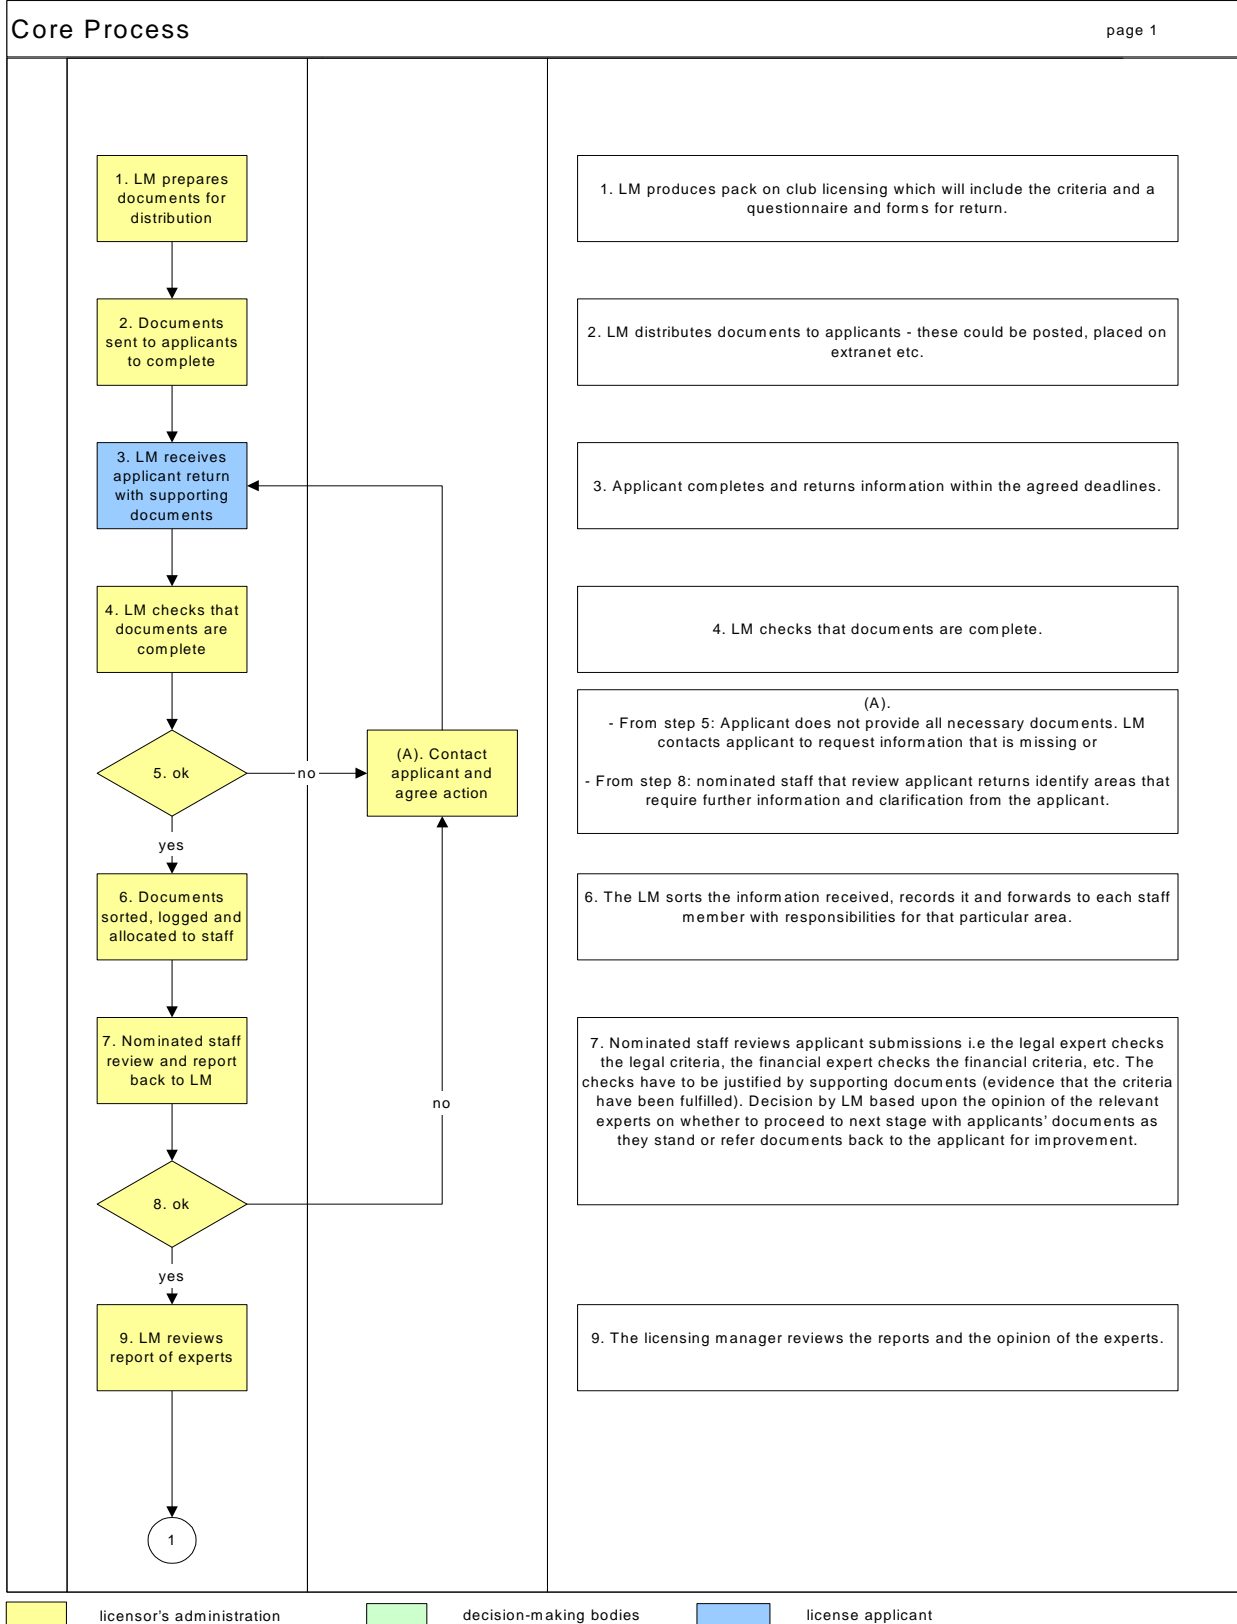 Core Process
page 1
1. LM prepares
documents for
distribution
1. LM produces pack on club licensing which will include the criteria and a
questionnaire and forms for return.
2. Documents
sent to applicants
to complete
2. LM distributes documents to applicants - these could be posted, placed on
extranet etc.
3. LM receives
applicant return
with supporting
documents
3. Applicant completes and returns information within the agreed deadlines.
4. LM checks that
documents are
complete
4. LM checks that documents are complete.
5. ok
no
(A). Contact
applicant and
agree action
(A).
- From step 5: Applicant does not provide all necessary documents. LM
contacts applicant to request information that is missing or
- From step 8: nominated staff that review applicant returns identify areas that
require further information and clarification from the applicant.
yes
6. Documents
sorted, logged and
allocated to staff
6. The LM sorts the information received, records it and forwards to each staff
member with responsibilities for that particular area.
7. Nominated staff
review and report
back to LM
no
7. Nominated staff reviews applicant submissions i.e the legal expert checks
the legal criteria, the financial expert checks the financial criteria, etc. The
checks have to be justified by supporting documents (evidence that the criteria
have been fulfilled). Decision by LM based upon the opinion of the relevant
experts on whether to proceed to next stage with applicants' documents as
they stand or refer documents back to the applicant for improvement.
8. ok
yes
9. LM reviews
report of experts
9. The licensing manager reviews the reports and the opinion of the experts.
1
licensor's administration
decision-making bodies
license applicant